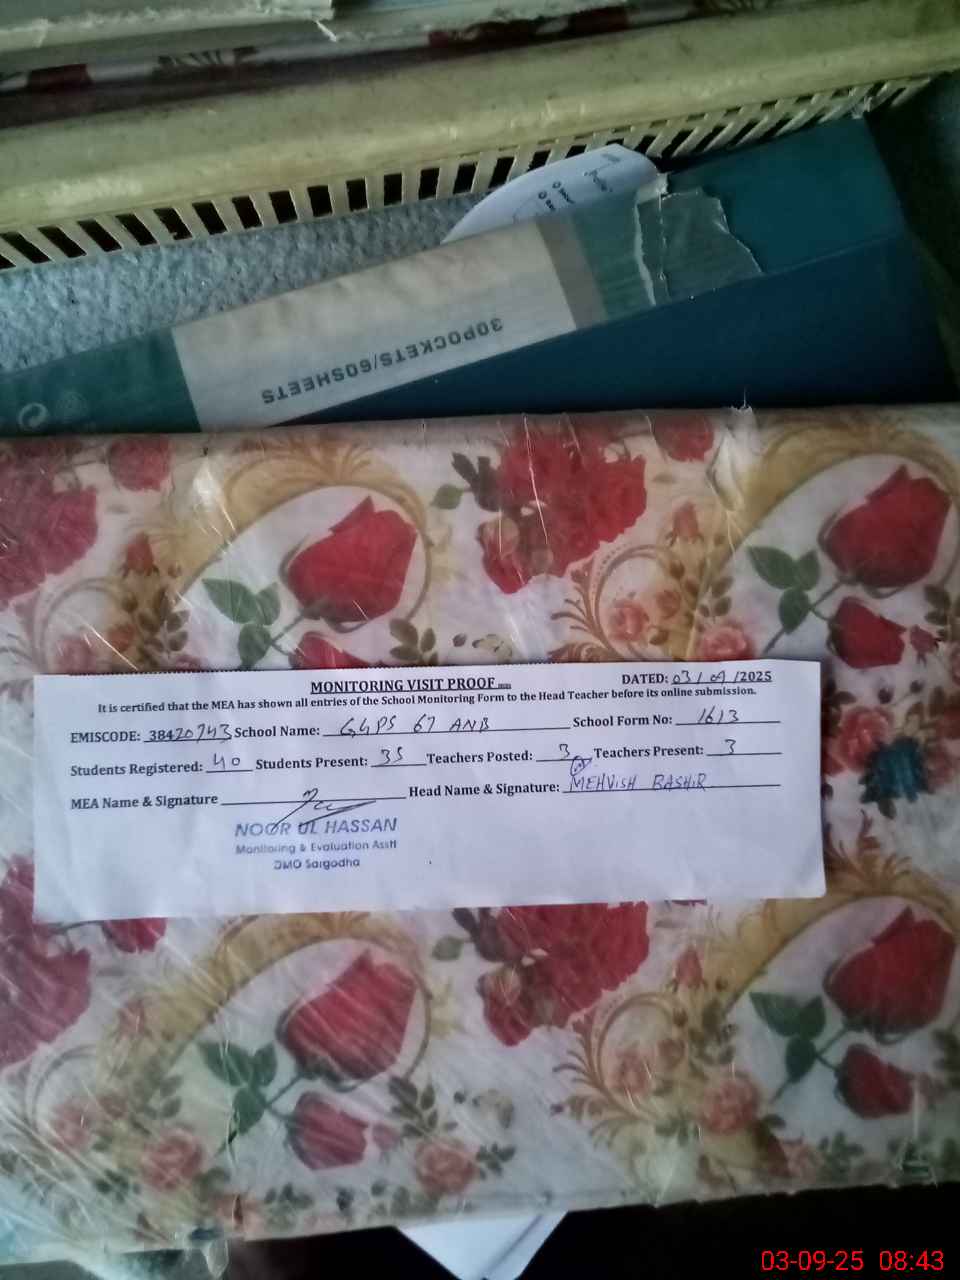 30POCKETS/60SHEETS
MONITORING VISIT PROOF
DATED: 03/09/2025
It is certified that the MEA has shown all entries of the School Monitoring Form to the Head Teacher before its online submission.
EMISCODE: 38420743 School Name: GGPS 67 ANB School Form No: 1613
Students Registered: 40 Students Present: 35 Teachers Posted: 3 Teachers Present: 3
MEA Name & Signature Head Name & Signature: MEHVISH BASHIR
NOOR UL HASSAN
Monitoring & Evaluation Asstt
DMO Sargodha
03-09-25 08:43